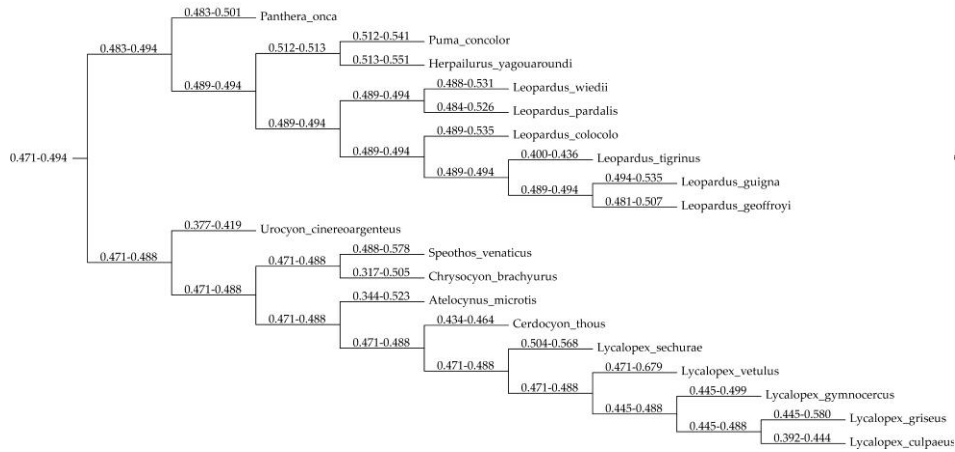 0.483-0.501
Panthera_onca
0.483-0.494
0.512-0.541
Puma_concolor
0.512-0.513
0.513-0.551
Herpailurus_yagouaroundi
0.489-0.494
0.488-0.531
Leopardus_wiedii
0.489-0.494
0.484-0.526
Leopardus_pardalis
0.489-0.494
0.489-0.535
Leopardus_colocolo
0.489-0.494
0.400-0.436
Leopardus_tigrinus
0.471-0.494
0.489-0.494
0.494-0.535
Leopardus_guigna
0.489-0.494
0.481-0.507
Leopardus_geoffroyi
0.377-0.419
Urocyon_cinereoargenteus
0.471-0.488
0.488-0.578
Speothos_venaticus
0.471-0.488
0.317-0.505
Chrysocyon_brachyurus
0.471-0.488
0.344-0.523
Atelocynus_microtis
0.471-0.488
0.434-0.464
Cerdocyon_thous
0.471-0.488
0.504-0.568
Lycalopex_sechurae
0.471-0.488
0.471-0.679
Lycalopex_vetulus
0.471-0.488
0.445-0.499
Lycalopex_gymnocercus
0.445-0.488
0.445-0.580
Lycalopex_griseus
0.445-0.488
0.392-0.444
Lycalopex_culpaeus